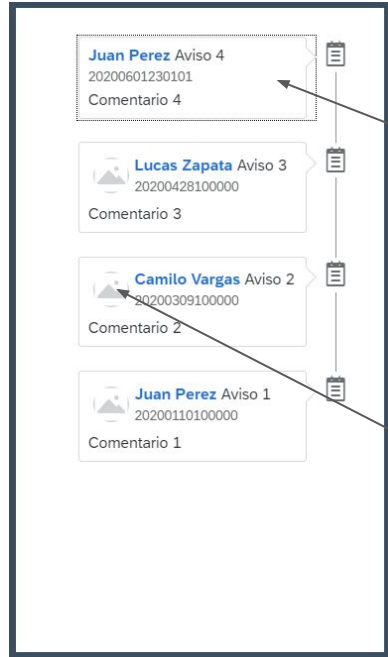 Juan Perez Aviso 4
20200601230101
Comentario 4
Lucas Zapata Aviso 3
20200428100000
Comentario 3
Camilo Vargas Aviso 2
20200309100000
Comentario 2
Juan Perez Aviso 1
20200110100000
Comentario 1